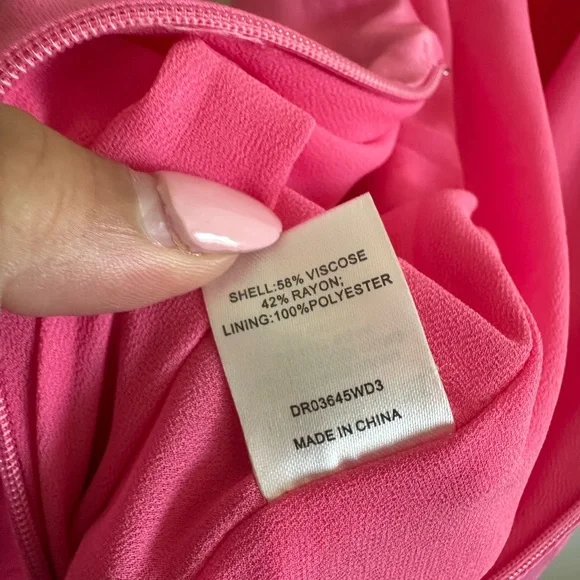 SHELL:58% VISCOSE
42% RAYON;
LINING:100%POLYESTER
DR03645WD3
MADE IN CHINA